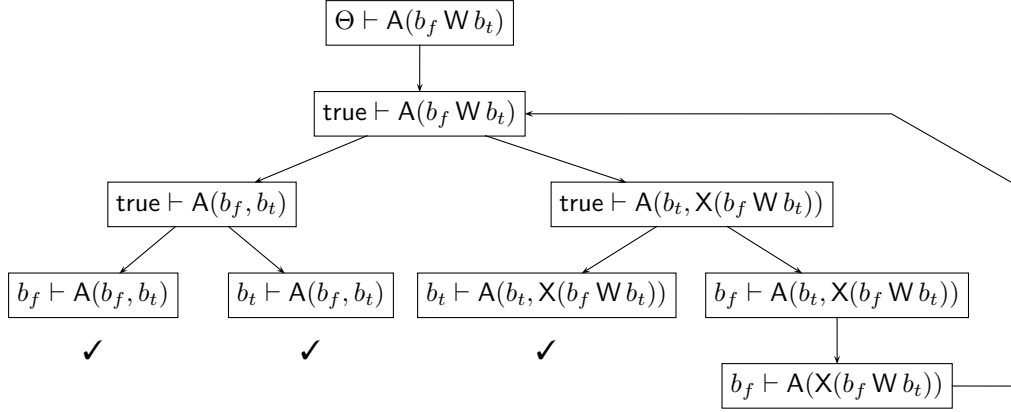 Θ ⊢ A(b_f W b_t)
true ⊢ A(b_f W b_t)
true ⊢ A(b_f, b_t)
true ⊢ A(b_t, X(b_f W b_t))
b_f ⊢ A(b_f, b_t)
b_t ⊢ A(b_f, b_t)
b_t ⊢ A(b_t, X(b_f W b_t))
b_f ⊢ A(b_t, X(b_f W b_t))
✓ ✓ ✓
b_f ⊢ A(X(b_f W b_t))